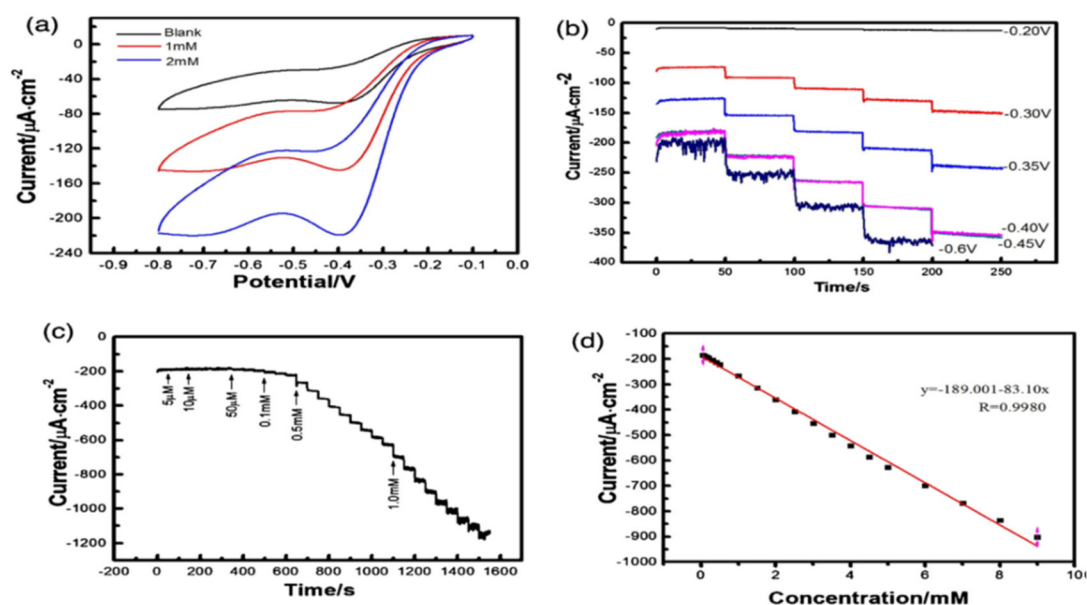 (a)
Blank
1mM
2mM
0
-40
-80
-120
-160
-200
-240
Current/μA·cm⁻²
-0.9 -0.8 -0.7 -0.6 -0.5 -0.4 -0.3 -0.2 -0.1 0.0
Potential/V
(b)
0
-50
-100
-150
-200
-250
-300
-350
-400
Current/μA·cm⁻²
-0.20V
-0.30V
-0.35V
-0.40V
-0.6V -0.45V
0 50 100 150 200 250
Time/s
(c)
0
-200
-400
-600
-800
-1000
-1200
Current/μA·cm⁻²
5μM
10μM
50μM
0.1mM
0.5mM
1.0mM
-200 0 200 400 600 800 1000 1200 1400 1600
Time/s
(d)
-100
-200
-300
-400
-500
-600
-700
-800
-900
-1000
Current/μA·cm⁻²
y=-189.001-83.10x
R=0.9980
0 2 4 6 8 10
Concentration/mM